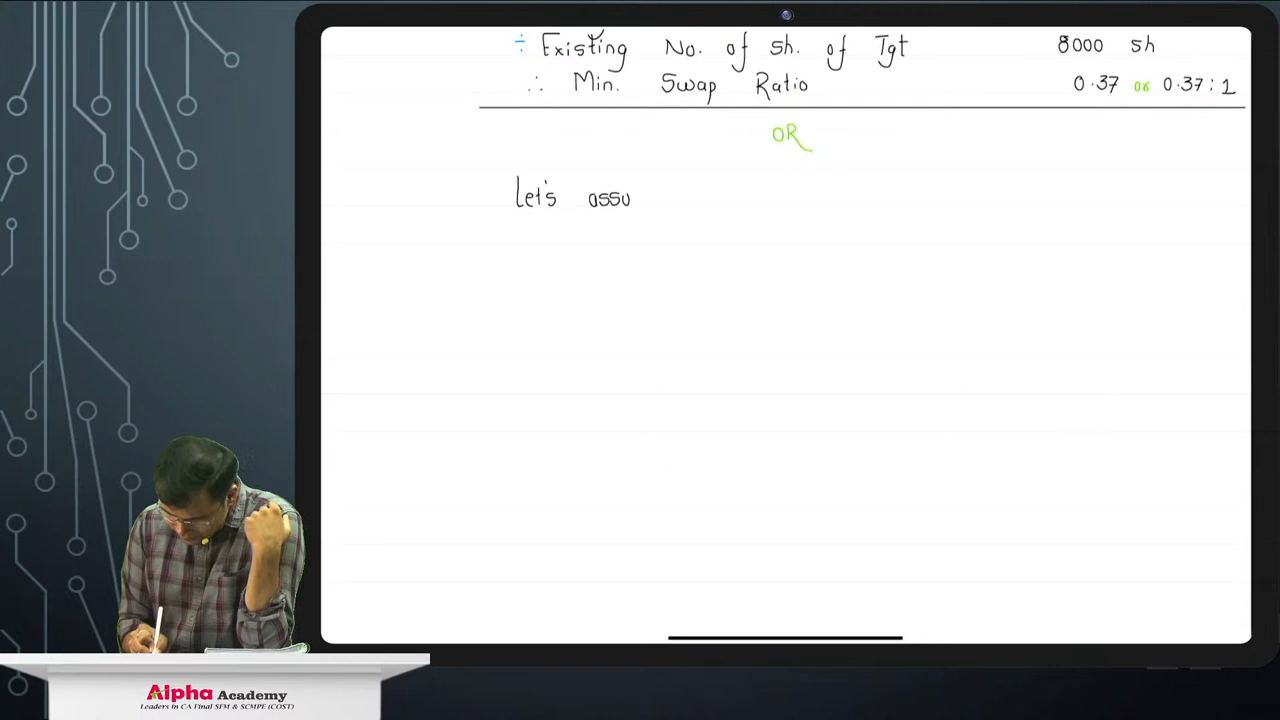 ÷ Existing No. of sh. of Tgt 8000 sh
∴ Min. Swap Ratio 0.37 or 0.37:1
OR
Let's assu
Alpha Academy
Leaders in CA Final SFM & SCMPE (COST)